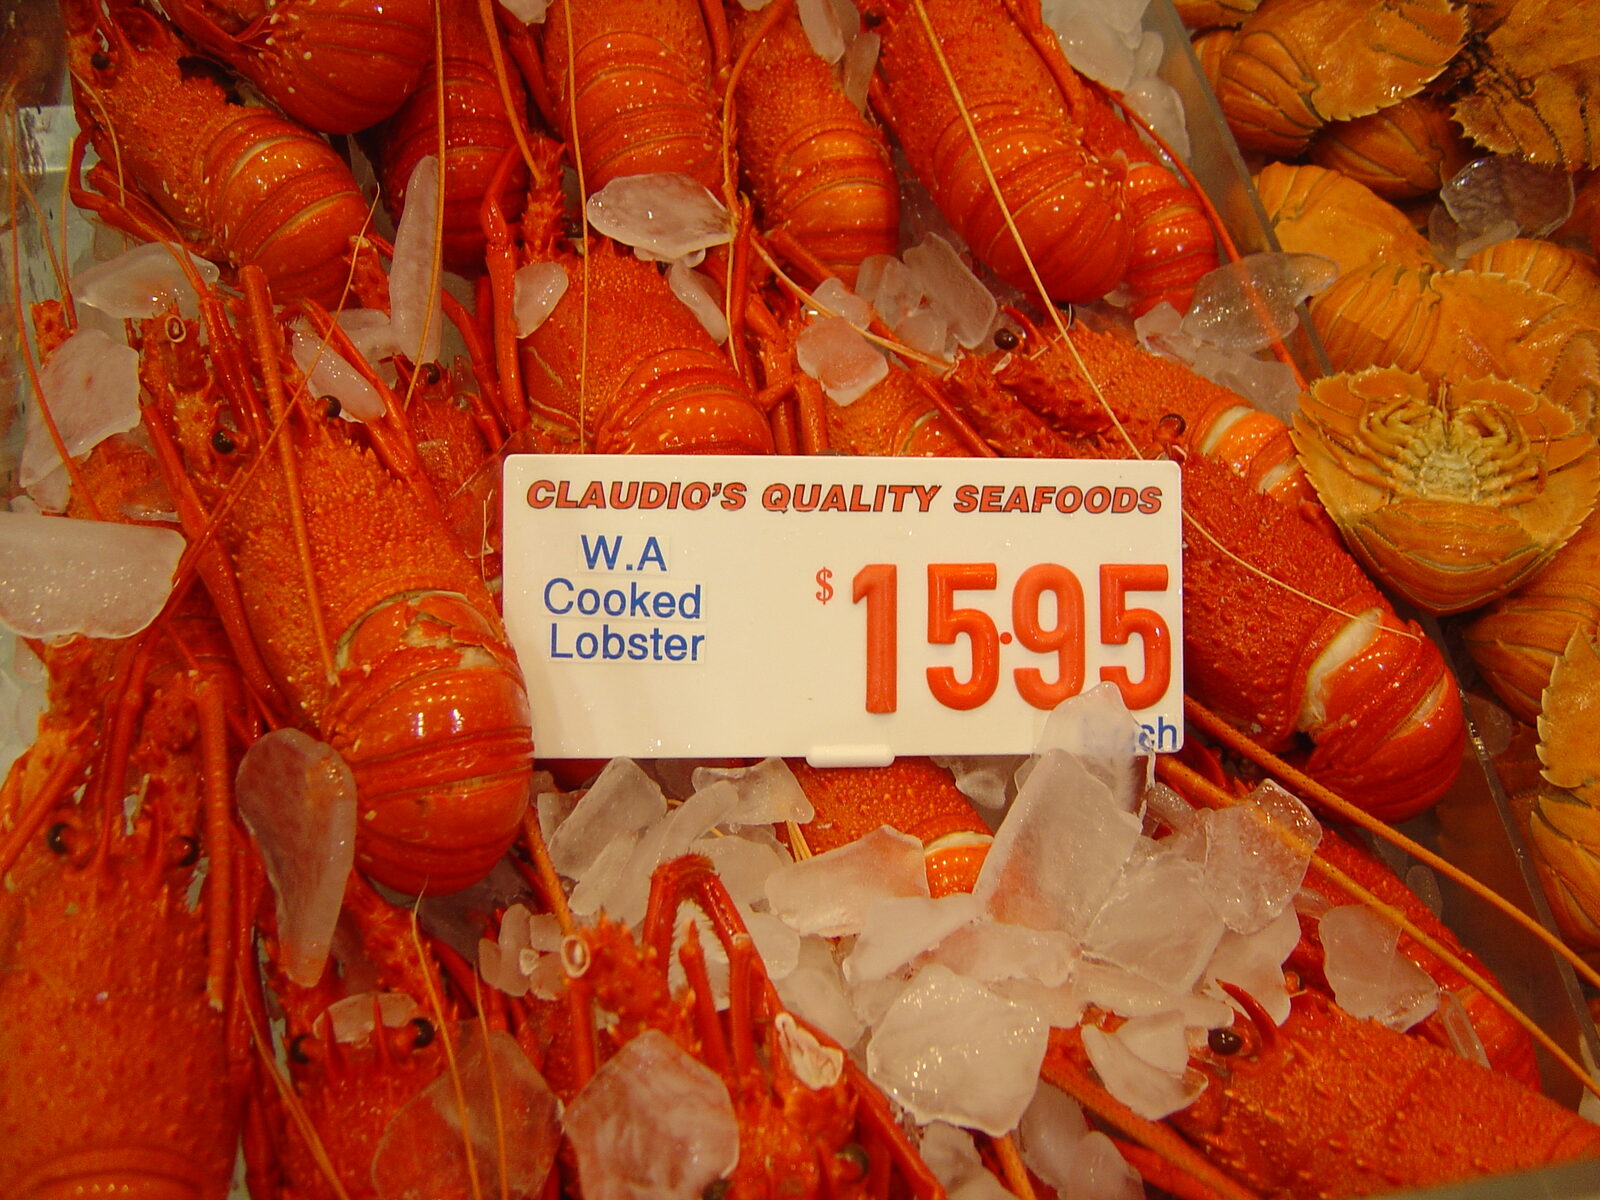 CLAUDIO'S QUALITY SEAFOODS
W.A
Cooked
Lobster
$15.95